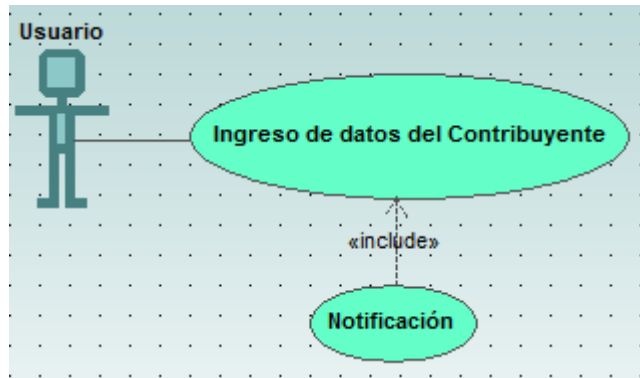 Usuario
Ingreso de datos del Contribuyente
«include»
Notificación